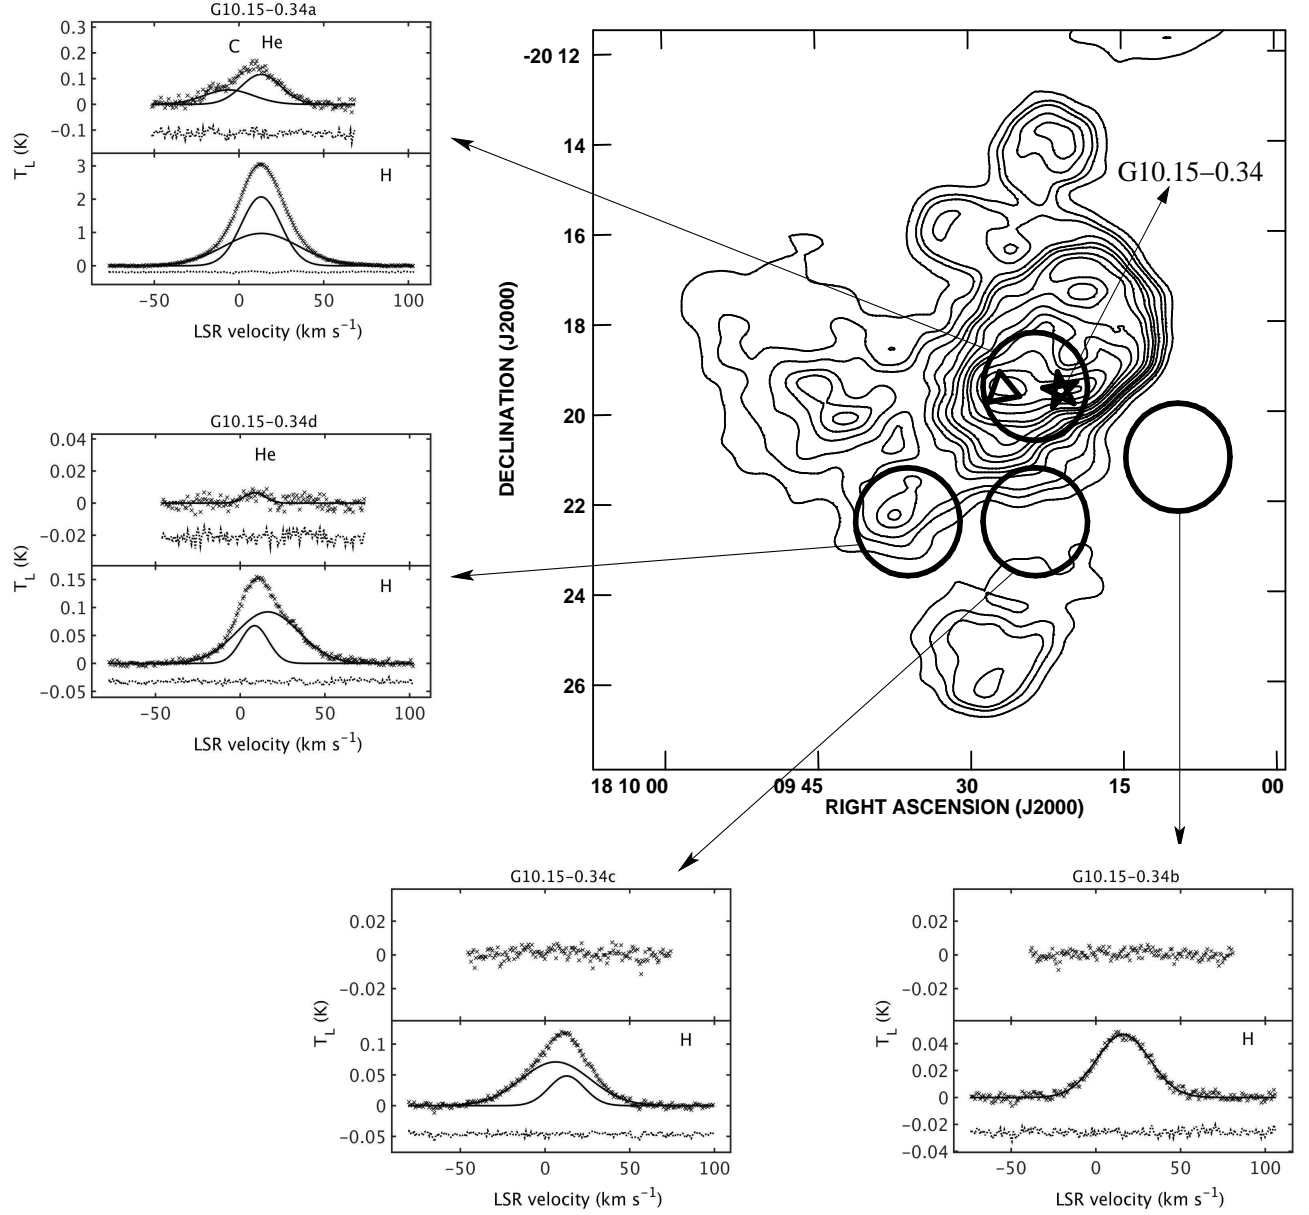 G10.15−0.34a
0.3
0.2
0.1
0
−0.1
C He
T_L (K)
3
2
1
0
H
−50 0 50 100
LSR velocity (km s⁻¹)
G10.15−0.34d
0.04
0.02
0
−0.02
He
T_L (K)
0.15
0.1
0.05
0
−0.05
H
−50 0 50 100
LSR velocity (km s⁻¹)
-20 12
14
16
18
20
22
24
26
DECLINATION (J2000)
G10.15−0.34
18 10 00 09 45 30 15 00
RIGHT ASCENSION (J2000)
G10.15−0.34c
0.02
0
−0.02
T_L (K)
0.1
0.05
0
−0.05
H
−50 0 50 100
LSR velocity (km s⁻¹)
G10.15−0.34b
0.02
0
−0.02
T_L (K)
0.04
0.02
0
−0.02
−0.04
H
−50 0 50 100
LSR velocity (km s⁻¹)